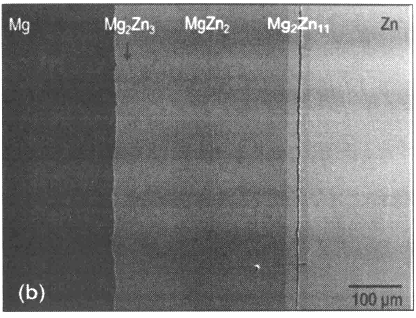 Mg Mg₂Zn₃ MgZn₂ Mg₂Zn₁₁ Zn
(b) 100 µm